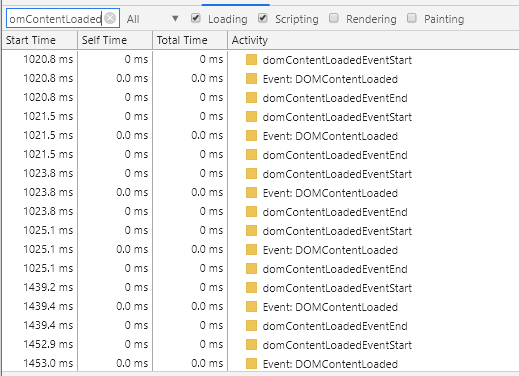 omContentLoaded All ▼ Loading Scripting Rendering Painting
Start Time Self Time Total Time Activity
1020.8 ms 0 ms 0 ms domContentLoadedEventStart
1020.8 ms 0.0 ms 0.0 ms Event: DOMContentLoaded
1020.8 ms 0 ms 0 ms domContentLoadedEventEnd
1021.5 ms 0 ms 0 ms domContentLoadedEventStart
1021.5 ms 0.0 ms 0.0 ms Event: DOMContentLoaded
1021.5 ms 0 ms 0 ms domContentLoadedEventEnd
1023.8 ms 0 ms 0 ms domContentLoadedEventStart
1023.8 ms 0.0 ms 0.0 ms Event: DOMContentLoaded
1023.8 ms 0 ms 0 ms domContentLoadedEventEnd
1025.1 ms 0 ms 0 ms domContentLoadedEventStart
1025.1 ms 0.0 ms 0.0 ms Event: DOMContentLoaded
1025.1 ms 0 ms 0 ms domContentLoadedEventEnd
1439.2 ms 0 ms 0 ms domContentLoadedEventStart
1439.4 ms 0.0 ms 0.0 ms Event: DOMContentLoaded
1439.4 ms 0 ms 0 ms domContentLoadedEventEnd
1452.9 ms 0 ms 0 ms domContentLoadedEventStart
1453.0 ms 0.0 ms 0.0 ms Event: DOMContentLoaded